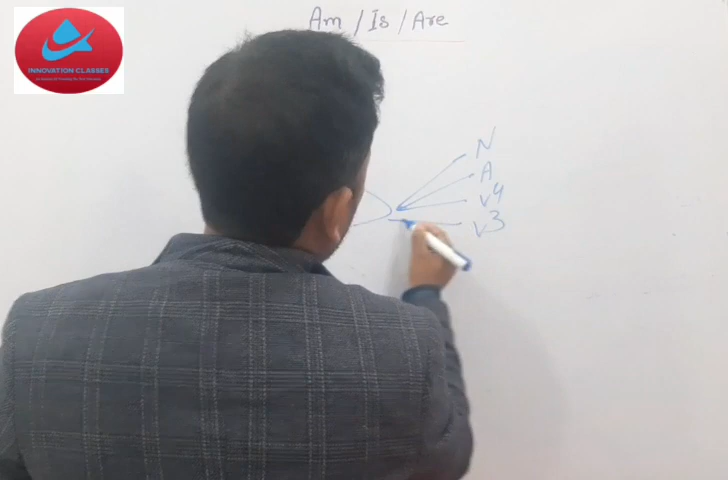 Am / Is / Are
INNOVATION CLASSES
N
A
v4
v3